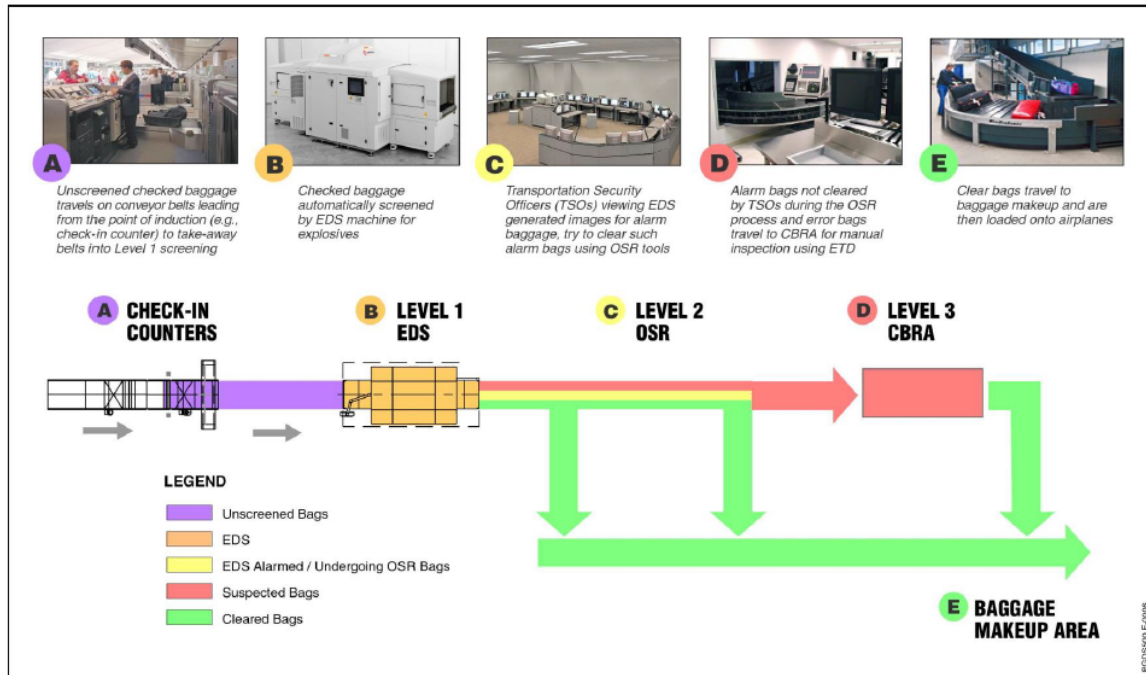 A
Unscreened checked baggage
travels on conveyor belts leading
from the point of induction (e.g.,
check-in counter) to take-away
belts into Level 1 screening
B
Checked baggage
automatically screened
by EDS machine for
explosives
C
Transportation Security
Officers (TSOs) viewing EDS
generated images for alarm
baggage, try to clear such
alarm bags using OSR tools
D
Alarm bags not cleared
by TSOs during the OSR
process and error bags
travel to CBRA for manual
inspection using ETD
E
Clear bags travel to
baggage makeup and are
then loaded onto airplanes
A CHECK-IN
COUNTERS
B LEVEL 1
EDS
C LEVEL 2
OSR
D LEVEL 3
CBRA
LEGEND
Unscreened Bags
EDS
EDS Alarmed / Undergoing OSR Bags
Suspected Bags
Cleared Bags
E BAGGAGE
MAKEUP AREA